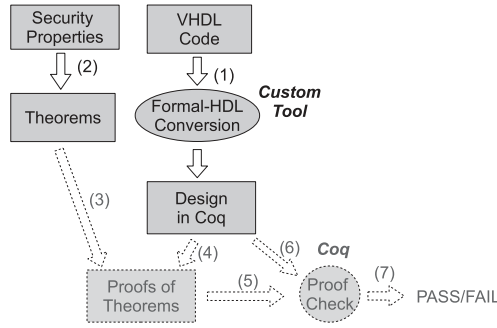 Security
Properties
VHDL
Code
(2)
(1)
Custom
Tool
Theorems
Formal-HDL
Conversion
(3)
Design
in Coq
(4)
(6)
Coq
Proofs of
Theorems
(5)
Proof
Check
(7)
PASS/FAIL